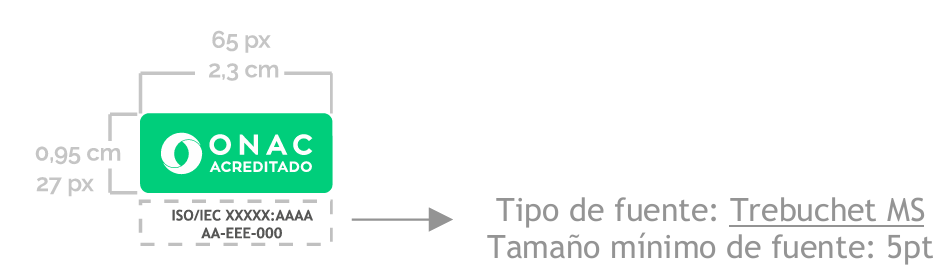 65 px
2,3 cm
0,95 cm
27 px
ONAC
ACREDITADO
ISO/IEC XXXXX:AAAA
AA-EEE-000
Tipo de fuente: Trebuchet MS
Tamaño mínimo de fuente: 5pt